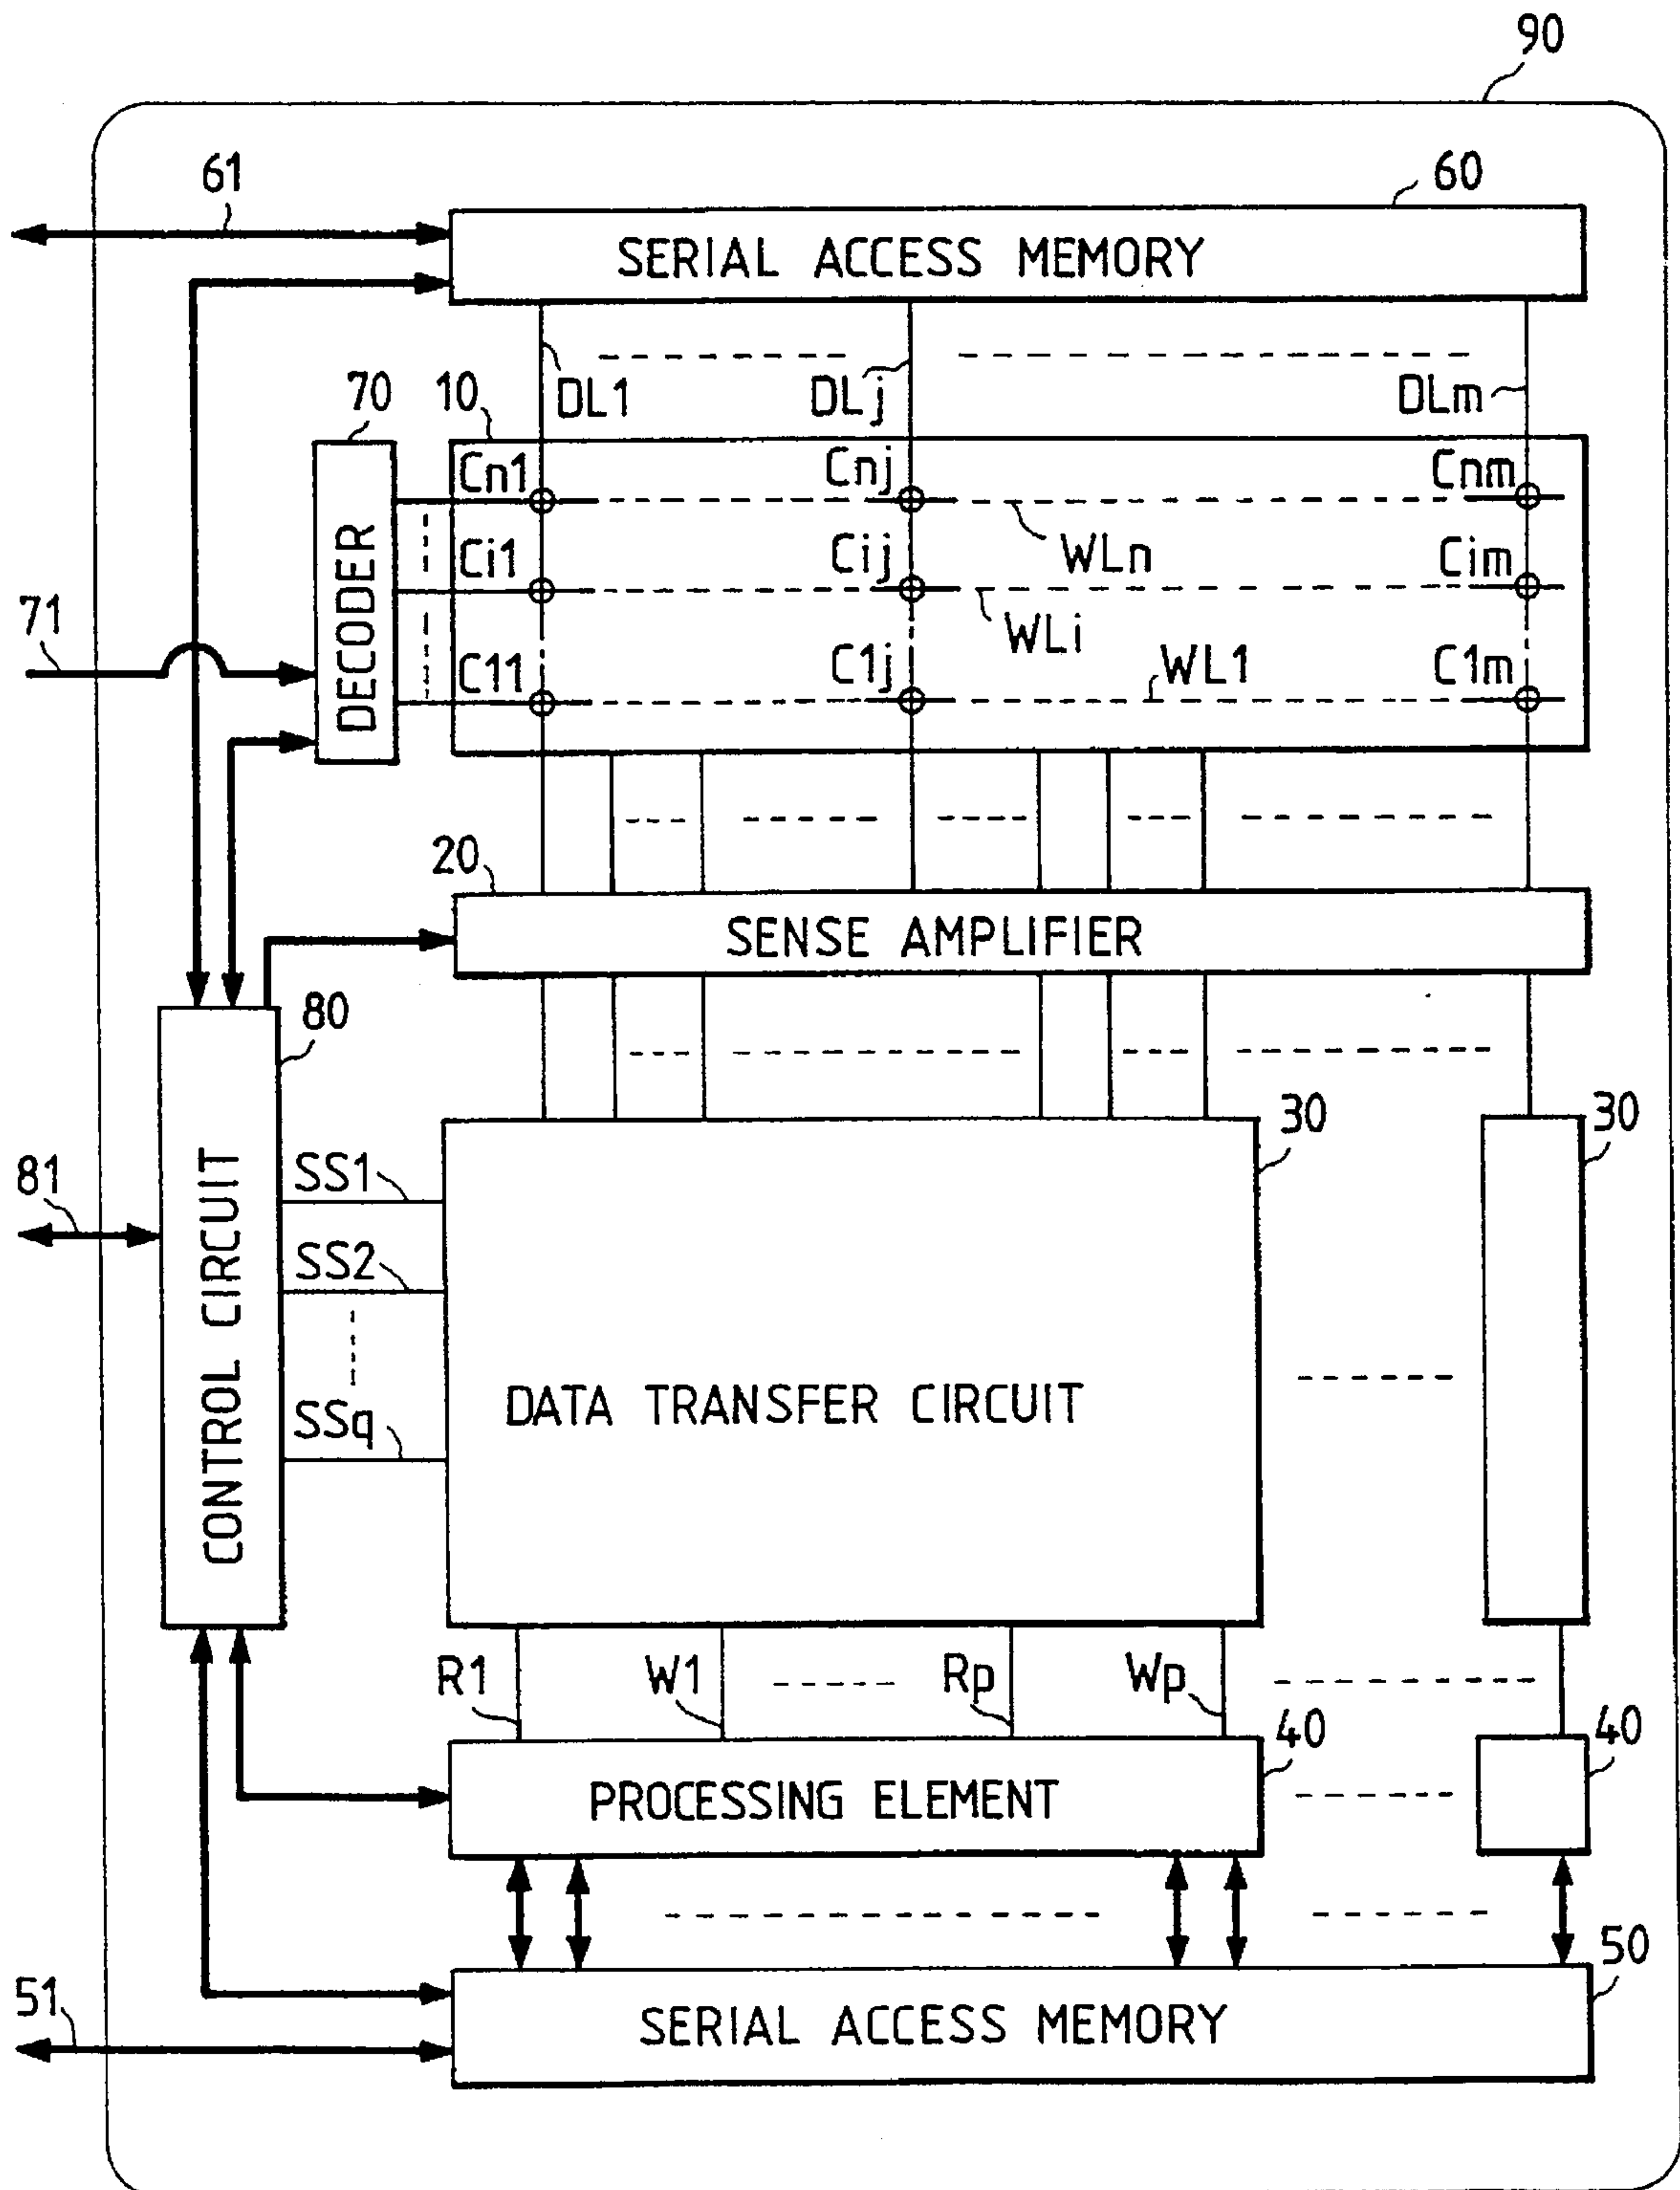 90
61
60
SERIAL ACCESS MEMORY
DL1
DLj
DLm
70
10
DECODER
Cn1
Cnj
Cnm
WLn
Ci1
Cij
Cim
WLi
71
C11
C1j
WL1
C1m
20
SENSE AMPLIFIER
80
30
30
CONTROL CIRCUIT
SS1
81
SS2
SSq
DATA TRANSFER CIRCUIT
R1
W1
Rp
Wp
40
40
PROCESSING ELEMENT
50
51
SERIAL ACCESS MEMORY